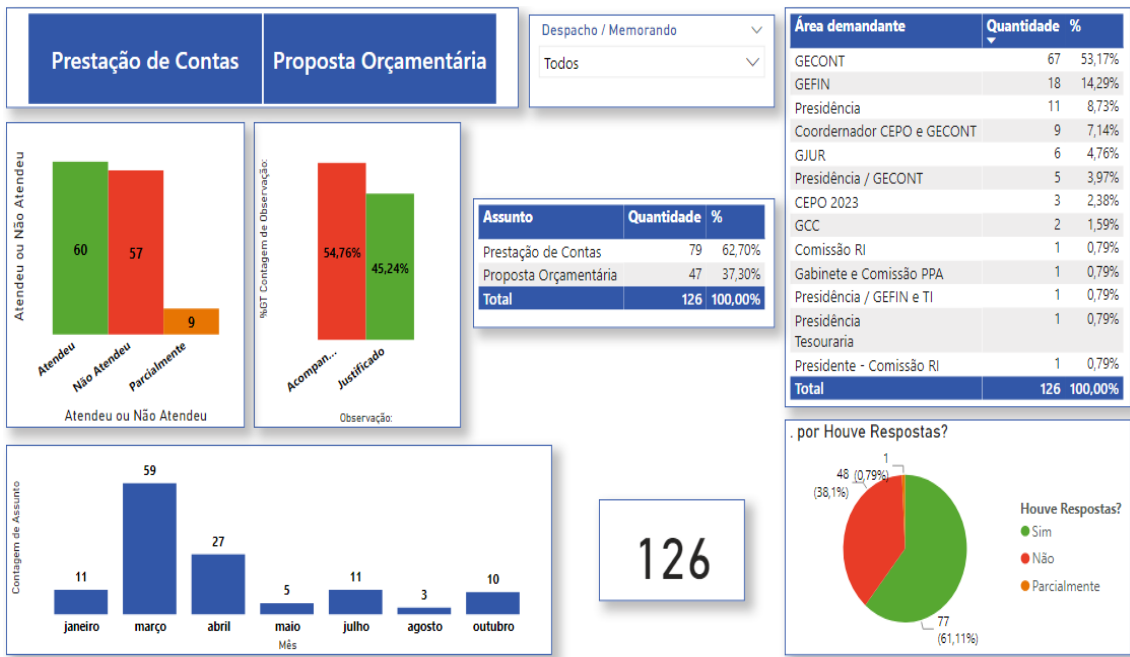 Prestação de Contas
Proposta Orçamentária
Despacho / Memorando
Todos
Área demandante Quantidade %
GECONT 67 53,17%
GEFIN 18 14,29%
Presidência 11 8,73%
Coordernador CEPO e GECONT 9 7,14%
GJUR 6 4,76%
Presidência / GECONT 5 3,97%
CEPO 2023 3 2,38%
GCC 2 1,59%
Comissão RI 1 0,79%
Gabinete e Comissão PPA 1 0,79%
Presidência / GEFIN e TI 1 0,79%
Presidência 1 0,79%
Tesouraria
Presidente - Comissão RI 1 0,79%
Total 126 100,00%
Atendeu ou Não Atendeu
60
57
9
Atendeu
Não Atendeu
Parcialmente
Atendeu ou Não Atendeu
%GT Contagem de Observação:
54,76%
45,24%
Acompan...
Justificado
Observação:
Assunto Quantidade %
Prestação de Contas 79 62,70%
Proposta Orçamentária 47 37,30%
Total 126 100,00%
Contagem de Assunto
11
59
27
5
11
3
10
janeiro março abril maio julho agosto outubro
Mês
126
. por Houve Respostas?
1
(0,79%)
48
(38,1%)
77
(61,11%)
Houve Respostas?
Sim
Não
Parcialmente